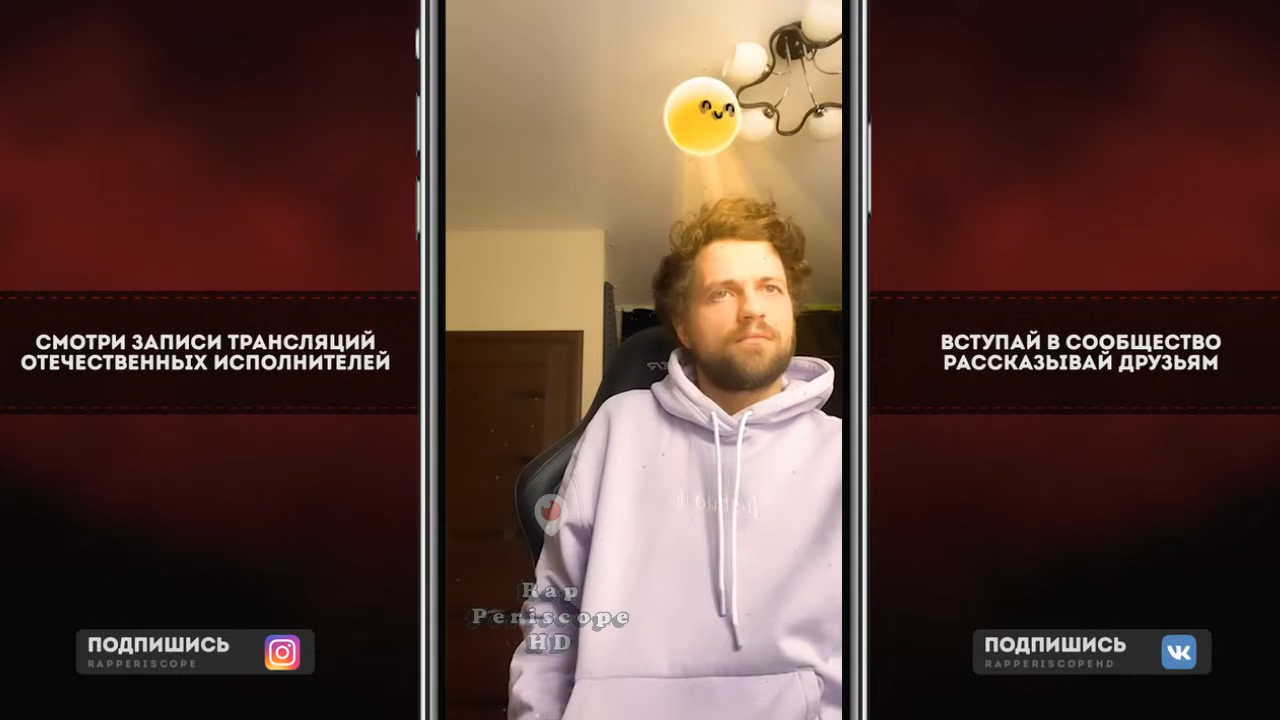 СМОТРИ ЗАПИСИ ТРАНСЛЯЦИЙ
ОТЕЧЕСТВЕННЫХ ИСПОЛНИТЕЛЕЙ
ПОДПИШИСЬ
RAPPERISCOPE
Rap
Periscope
HD
ВСТУПАЙ В СООБЩЕСТВО
РАССКАЗЫВАЙ ДРУЗЬЯМ
ПОДПИШИСЬ
RAPPERISCOPEHD